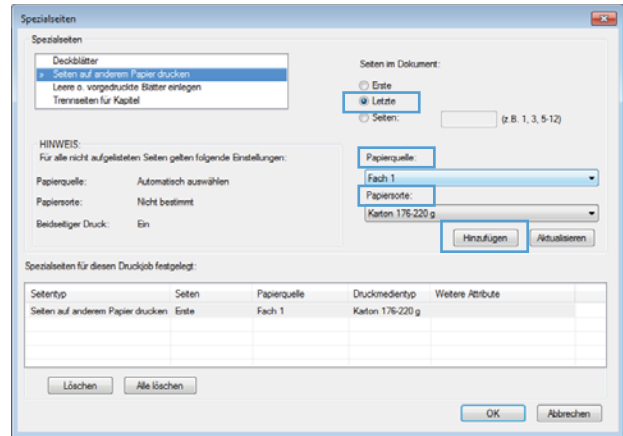 Spezialseiten
Spezialseiten
Deckblätter
» Seiten auf anderem Papier drucken
Leere o. vorgedruckte Blätter einlegen
Trennseiten für Kapitel
Seiten im Dokument:
Erste
Letzte
Seiten: (z.B. 1, 3, 5-12)
HINWEIS:
Für alle nicht aufgelisteten Seiten gelten folgende Einstellungen:
Papierquelle: Automatisch auswählen
Papiersorte: Nicht bestimmt
Beidseitiger Druck: Ein
Papierquelle:
Fach 1
Papiersorte:
Karton 176-220 g
Hinzufügen Aktualisieren
Spezialseiten für diesen Druckjob festgelegt:
Seitentyp Seiten Papierquelle Druckmedientyp Weitere Attribute
Seiten auf anderem Papier drucken Erste Fach 1 Karton 176-220 g
Löschen Alle löschen
OK Abbrechen